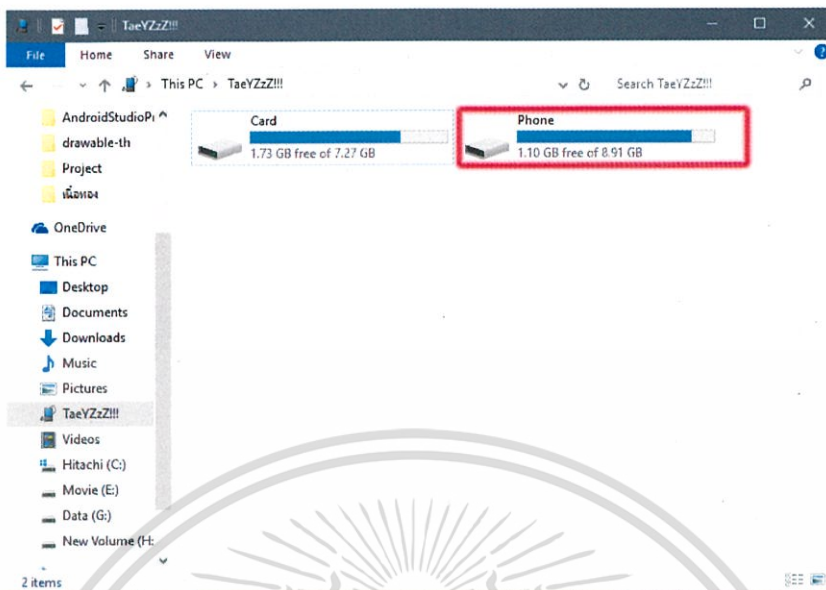 TaeYZzZ!!!
File Home Share View
This PC > TaeYZzZ!!!
Search TaeYZzZ!!!
AndroidStudioP
drawable-th
Project
เนื้อทอง
OneDrive
This PC
Desktop
Documents
Downloads
Music
Pictures
TaeYZzZ!!!
Videos
Hitachi (C:)
Movie (E:)
Data (G:)
New Volume (H:
Card
1.73 GB free of 7.27 GB
Phone
1.10 GB free of 8.91 GB
2 items